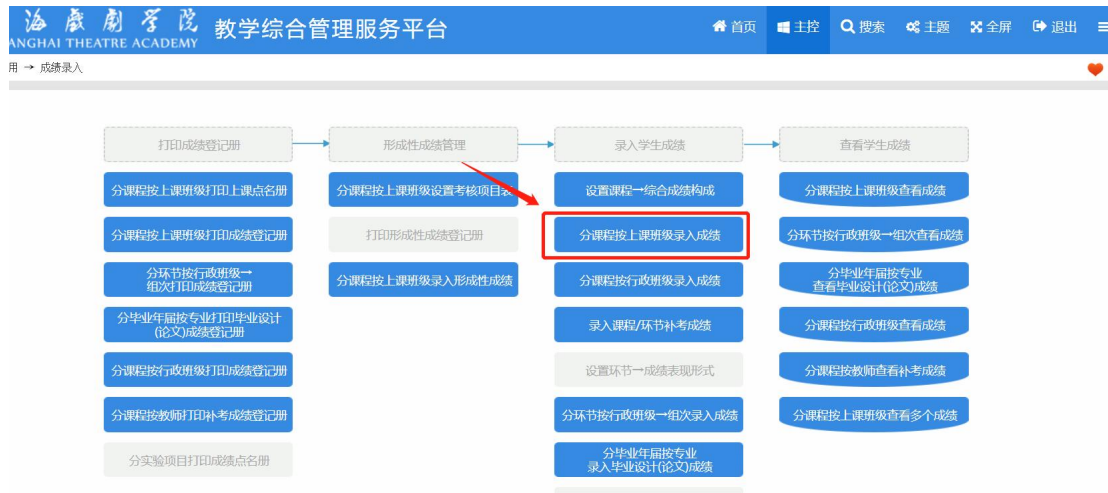 海戲劇學院 教学综合管理服务平台 首页 主控 搜索 主题 全屏 退出
ANGHAI THEATRE ACADEMY
用 → 成绩录入
打印成绩登记册 形成性成绩管理 录入学生成绩 查看学生成绩
分课程按上课班级打印上课点名册 分课程按上课班级设置考核项目表 设置课程→综合成绩构成 分课程按上课班级查看成绩
分课程按上课班级打印成绩登记册 打印形成性成绩登记册 分课程按上课班级录入成绩 分环节按行政班级→组次查看成绩
分环节按行政班级→
组次打印成绩登记册
分课程按上课班级录入形成性成绩 分课程按行政班级录入成绩
分毕业年届按专业
查看毕业设计(论文)成绩
分毕业年届按专业打印毕业设计
(论文)成绩登记册
录入课程/环节补考成绩 分课程按行政班级查看成绩
分课程按行政班级打印成绩登记册 设置环节→成绩表现形式 分课程按教师查看补考成绩
分课程按教师打印补考成绩登记册 分环节按行政班级→组次录入成绩 分课程按上课班级查看多个成绩
分实验项目打印成绩点名册
分毕业年届按专业
录入毕业设计(论文)成绩